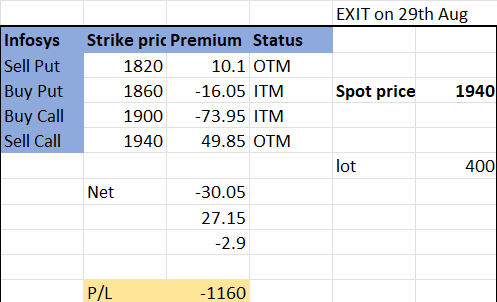 EXIT on 29th Aug
Infosys Strike pric Premium Status
Sell Put 1820 10.1 OTM
Buy Put 1860 -16.05 ITM Spot price 1940
Buy Call 1900 -73.95 ITM
Sell Call 1940 49.85 OTM
lot 400
Net -30.05
27.15
-2.9
P/L -1160